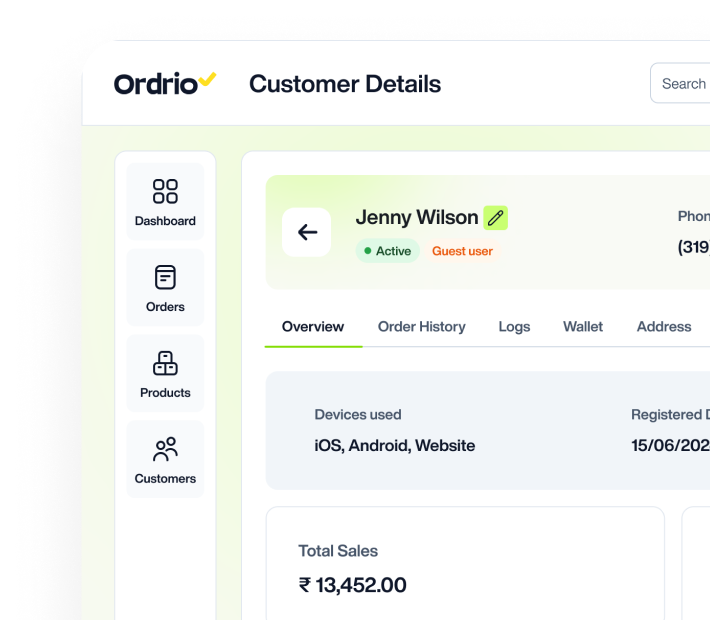 Ordrio
Customer Details
Search
Dashboard
Orders
Products
Customers
Jenny Wilson
Active
Guest user
(319)
Overview
Order History
Logs
Wallet
Address
Devices used
iOS, Android, Website
Registered
15/06/202
Total Sales
₹ 13,452.00